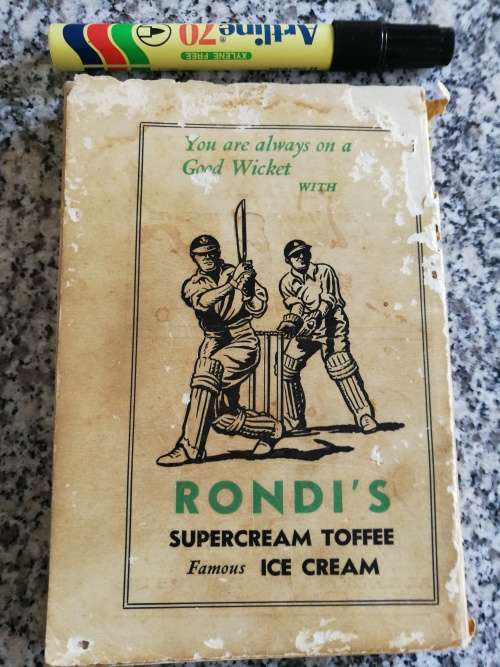 Artline® 70
XYLENE FREE
You are always on a
Good Wicket
WITH
RONDI'S
SUPERCREAM TOFFEE
Famous ICE CREAM